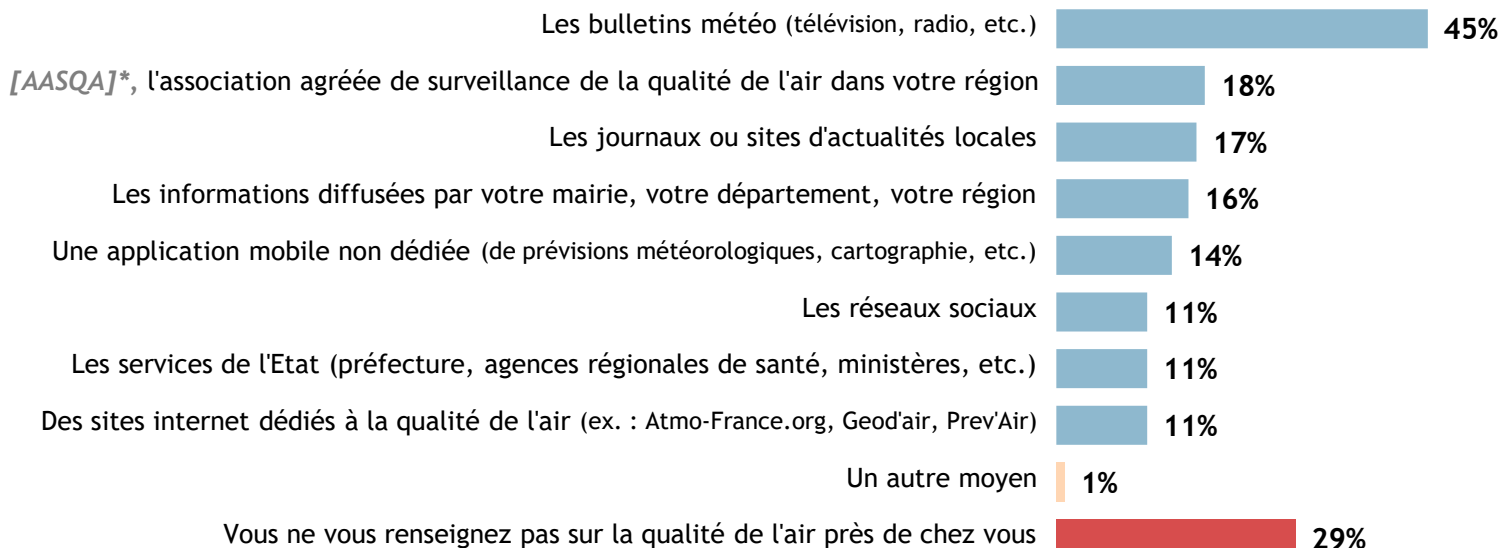 Les bulletins météo (télévision, radio, etc.) 45%
[AASQA]*, l'association agréée de surveillance de la qualité de l'air dans votre région 18%
Les journaux ou sites d'actualités locales 17%
Les informations diffusées par votre mairie, votre département, votre région 16%
Une application mobile non dédiée (de prévisions météorologiques, cartographie, etc.) 14%
Les réseaux sociaux 11%
Les services de l'Etat (préfecture, agences régionales de santé, ministères, etc.) 11%
Des sites internet dédiés à la qualité de l'air (ex. : Atmo-France.org, Geod'air, Prev'Air) 11%
Un autre moyen 1%
Vous ne vous renseignez pas sur la qualité de l'air près de chez vous 29%